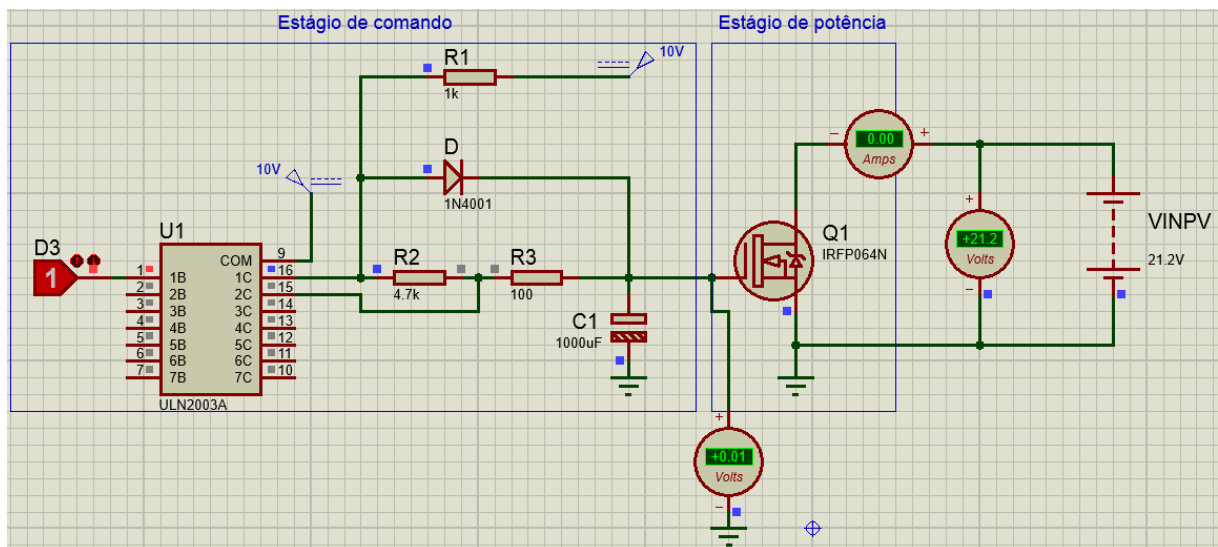 Estágio de comando
Estágio de potência
R1
10V
1k
D
1N4001
10V
− 0.00 +
Amps
D3
1
U1
COM 9
1 1B 1C 16
2 2B 2C 15
3 3B 3C 14
4 4B 4C 13
5 5B 5C 12
6 6B 6C 11
7 7B 7C 10
ULN2003A
R2
4.7k
R3
100
C1
1000uF
Q1
IRFP064N
+
+21.2
Volts
−
VINPV
21.2V
+
+0.01
Volts
−